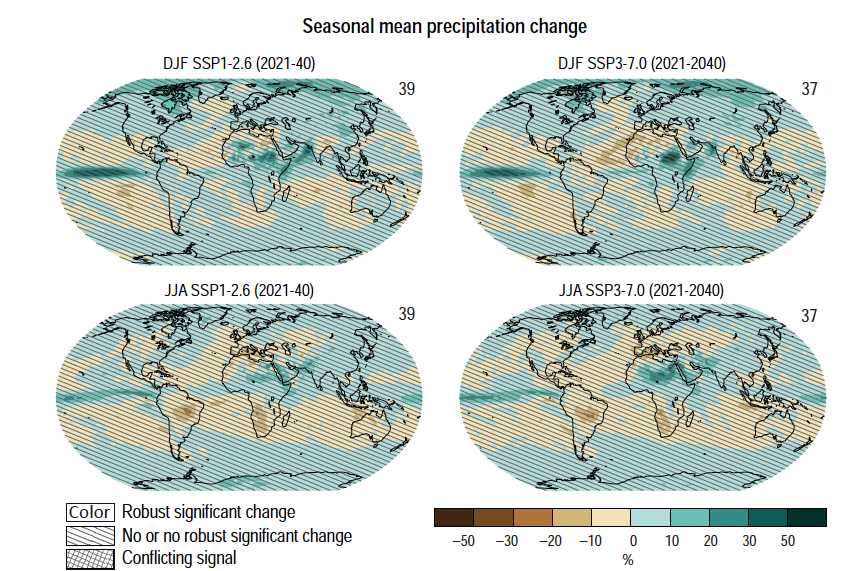 Seasonal mean precipitation change
DJF SSP1-2.6 (2021-40)
39
DJF SSP3-7.0 (2021-2040)
37
JJA SSP1-2.6 (2021-40)
39
JJA SSP3-7.0 (2021-2040)
37
Color Robust significant change
No or no robust significant change
Conflicting signal
−50 −30 −20 −10 0 10 20 30 50
%